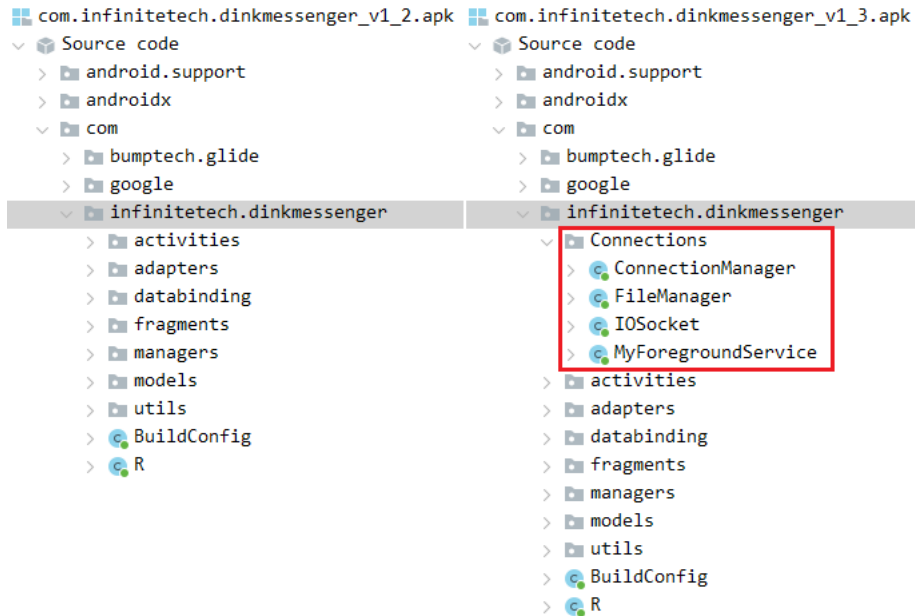 com.infinitetech.dinkmessenger_v1_2.apk
Source code
android.support
androidx
com
bumptech.glide
google
infinitetech.dinkmessenger
activities
adapters
databinding
fragments
managers
models
utils
BuildConfig
R
com.infinitetech.dinkmessenger_v1_3.apk
Source code
android.support
androidx
com
bumptech.glide
google
infinitetech.dinkmessenger
Connections
ConnectionManager
FileManager
IOSocket
MyForegroundService
activities
adapters
databinding
fragments
managers
models
utils
BuildConfig
R